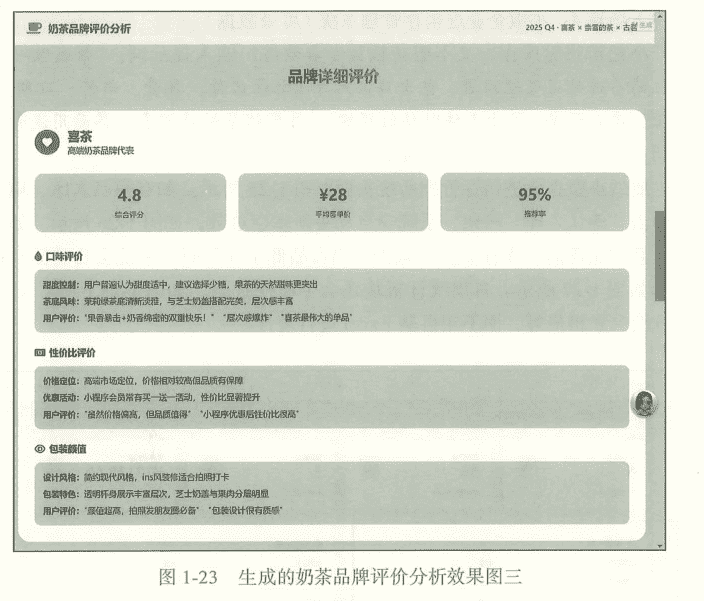 奶茶品牌评价分析
2025 Q4 · 喜茶 × 奈雪的茶 × 古茗
品牌详细评价
喜茶
高端奶茶品牌代表
4.8
综合评分
¥28
平均客单价
95%
推荐率
口味评价
甜度控制：用户普遍认为甜度适中，建议选择少糖，果茶的天然甜味更突出
茶底风味：茉莉绿茶底清新淡雅，与芝士奶盖搭配完美，层次感丰富
用户评价："果香暴击+奶香绵密的双重快乐！" "层次感爆炸" "喜茶最伟大的单品"
性价比评价
价格定位：高端市场定位，价格相对较高但品质有保障
优惠活动：小程序会员常有买一送一活动，性价比显著提升
用户评价："虽然价格偏高，但品质值得" "小程序优惠后性价比很高"
包装颜值
设计风格：简约现代风格，ins风装修适合拍照打卡
包装特色：透明杯身展示丰富层次，芝士奶盖与果肉分层明显
用户评价："颜值超高，拍照发朋友圈必备" "包装设计很有质感"
图 1-23 生成的奶茶品牌评价分析效果图三